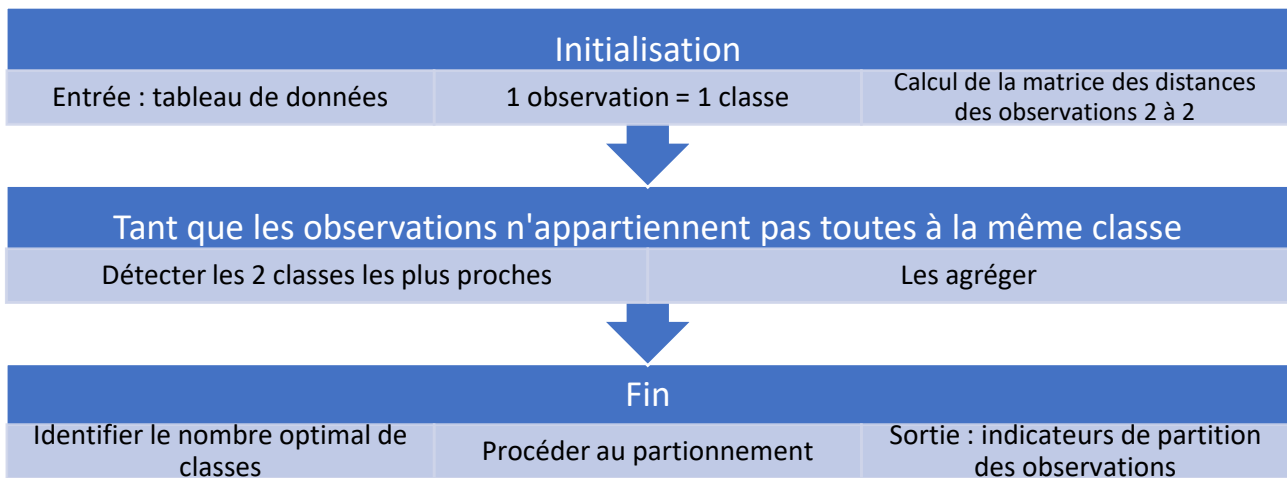 Initialisation
Entrée : tableau de données
1 observation = 1 classe
Calcul de la matrice des distances
des observations 2 à 2
Tant que les observations n'appartiennent pas toutes à la même classe
Détecter les 2 classes les plus proches
Les agréger
Fin
Identifier le nombre optimal de
classes
Procéder au partionnement
Sortie : indicateurs de partition
des observations